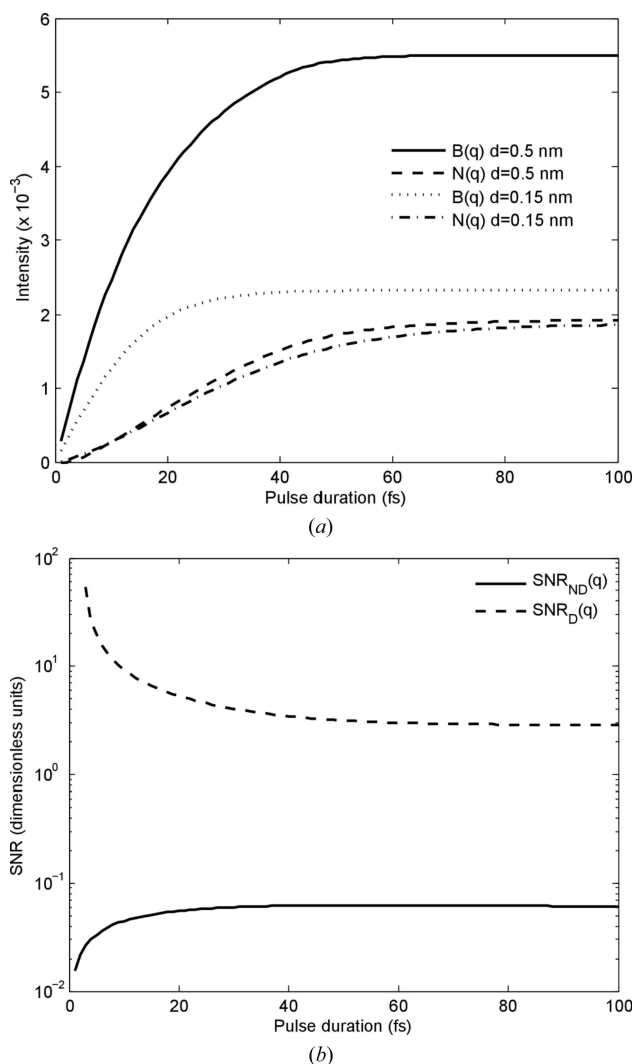 6
5
4
3
2
1
0
0 20 40 60 80 100
Intensity (x 10⁻³)
B(q) d=0.5 nm
N(q) d=0.5 nm
B(q) d=0.15 nm
N(q) d=0.15 nm
Pulse duration (fs)
(a)
10²
10¹
10⁰
10⁻¹
10⁻²
SNR (dimensionless units)
SNR_ND(q)
SNR_D(q)
0 20 40 60 80 100
Pulse duration (fs)
(b)